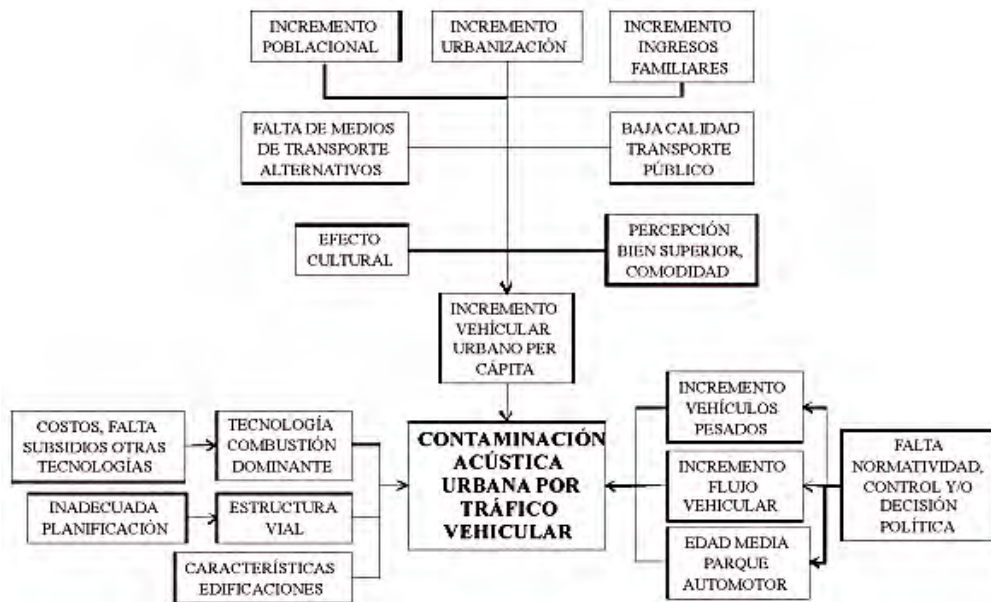 INCREMENTO
POBLACIONAL
INCREMENTO
URBANIZACIÓN
INCREMENTO
INGRESOS
FAMILIARES
FALTA DE MEDIOS
DE TRANSPORTE
ALTERNATIVOS
BAJA CALIDAD
TRANSPORTE
PÚBLICO
EFECTO
CULTURAL
PERCEPCIÓN
BIEN SUPERIOR,
COMODIDAD
INCREMENTO
VEHÍCULAR
URBANO PER
CÁPITA
COSTOS, FALTA
SUBSIDIOS OTRAS
TECNOLOGÍAS
TECNOLOGÍA
COMBUSTIÓN
DOMINANTE
INADECUADA
PLANIFICACIÓN
ESTRUCTURA
VIAL
CARACTERÍSTICAS
EDIFICACIONES
CONTAMINACIÓN
ACÚSTICA
URBANA POR
TRÁFICO
VEHICULAR
INCREMENTO
VEHÍCULOS
PESADOS
INCREMENTO
FLUJO
VEHICULAR
EDAD MEDIA
PARQUE
AUTOMOTOR
FALTA
NORMATIVIDAD,
CONTROL Y/O
DECISIÓN
POLÍTICA